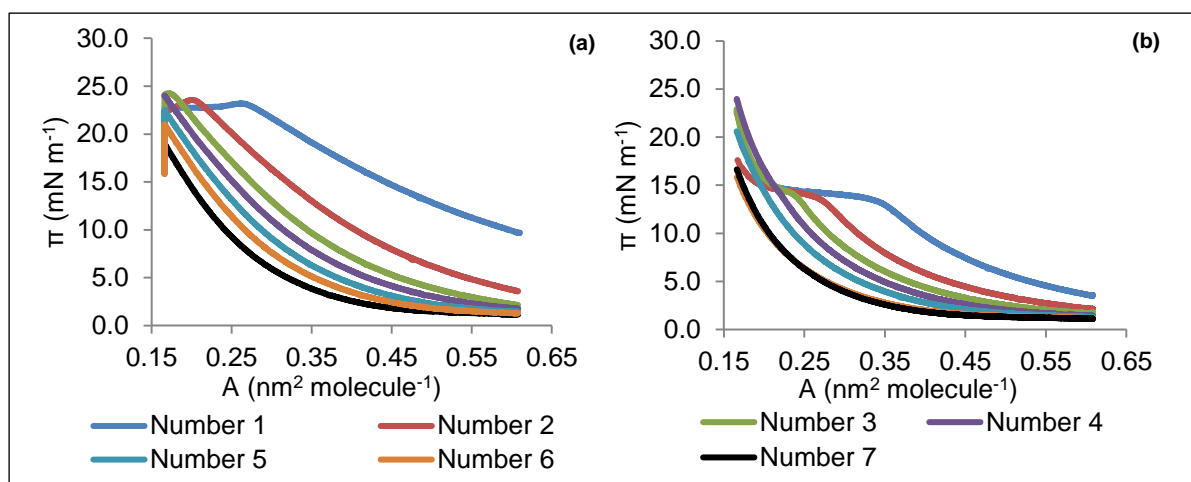 (a)
30.0
25.0
20.0
15.0
10.0
5.0
0.0
π (mN m⁻¹)
0.15 0.25 0.35 0.45 0.55 0.65
A (nm² molecule⁻¹)
(b)
30.0
25.0
20.0
15.0
10.0
5.0
0.0
π (mN m⁻¹)
0.15 0.25 0.35 0.45 0.55 0.65
A (nm² molecule⁻¹)
Number 1 Number 2 Number 3 Number 4
Number 5 Number 6 Number 7